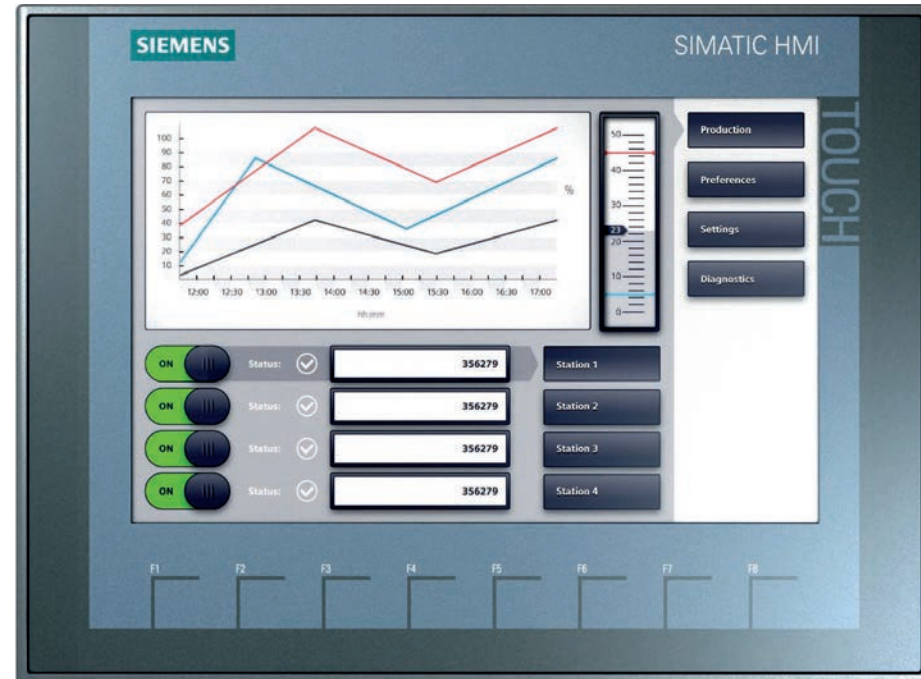 SIEMENS
SIMATIC HMI
TOUCH
100
90
80
70
60
50
40
30
20
10
%
12:00 12:30 13:00 13:30 14:00 14:30 15:00 15:30 16:00 16:30 17:00
hh:mm
50
40
30
23
20
10
0
Production
Preferences
Settings
Diagnostics
ON Status: 356279 Station 1
ON Status: 356279 Station 2
ON Status: 356279 Station 3
ON Status: 356279 Station 4
F1 F2 F3 F4 F5 F6 F7 F8